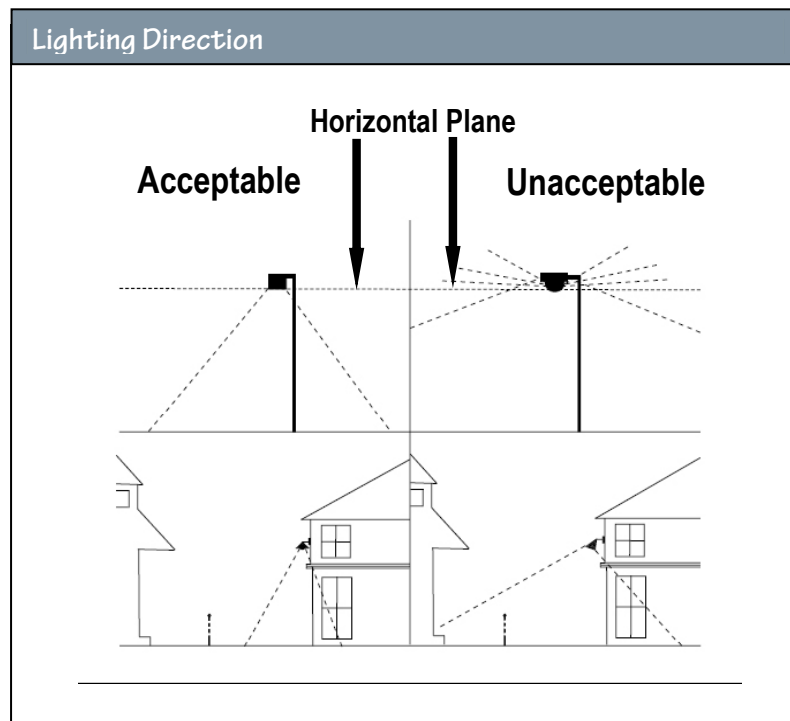 Lighting Direction
Horizontal Plane
Acceptable
Unacceptable